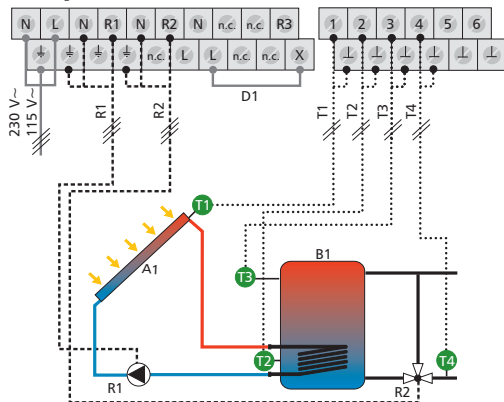 N L N R1 N R2 N n.c. n.c. R3
n.c. L L n.c. n.c. X
1 2 3 4 5 6
D1
230 V~
115 V~
R1
R2
T1
T2
T3
T4
T1
A1
B1
T3
T2
T4
R1
R2